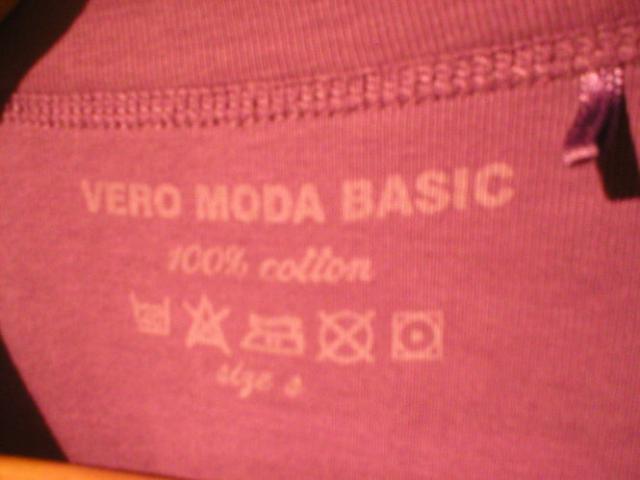 VERO MODA BASIC
100% cotton
size s